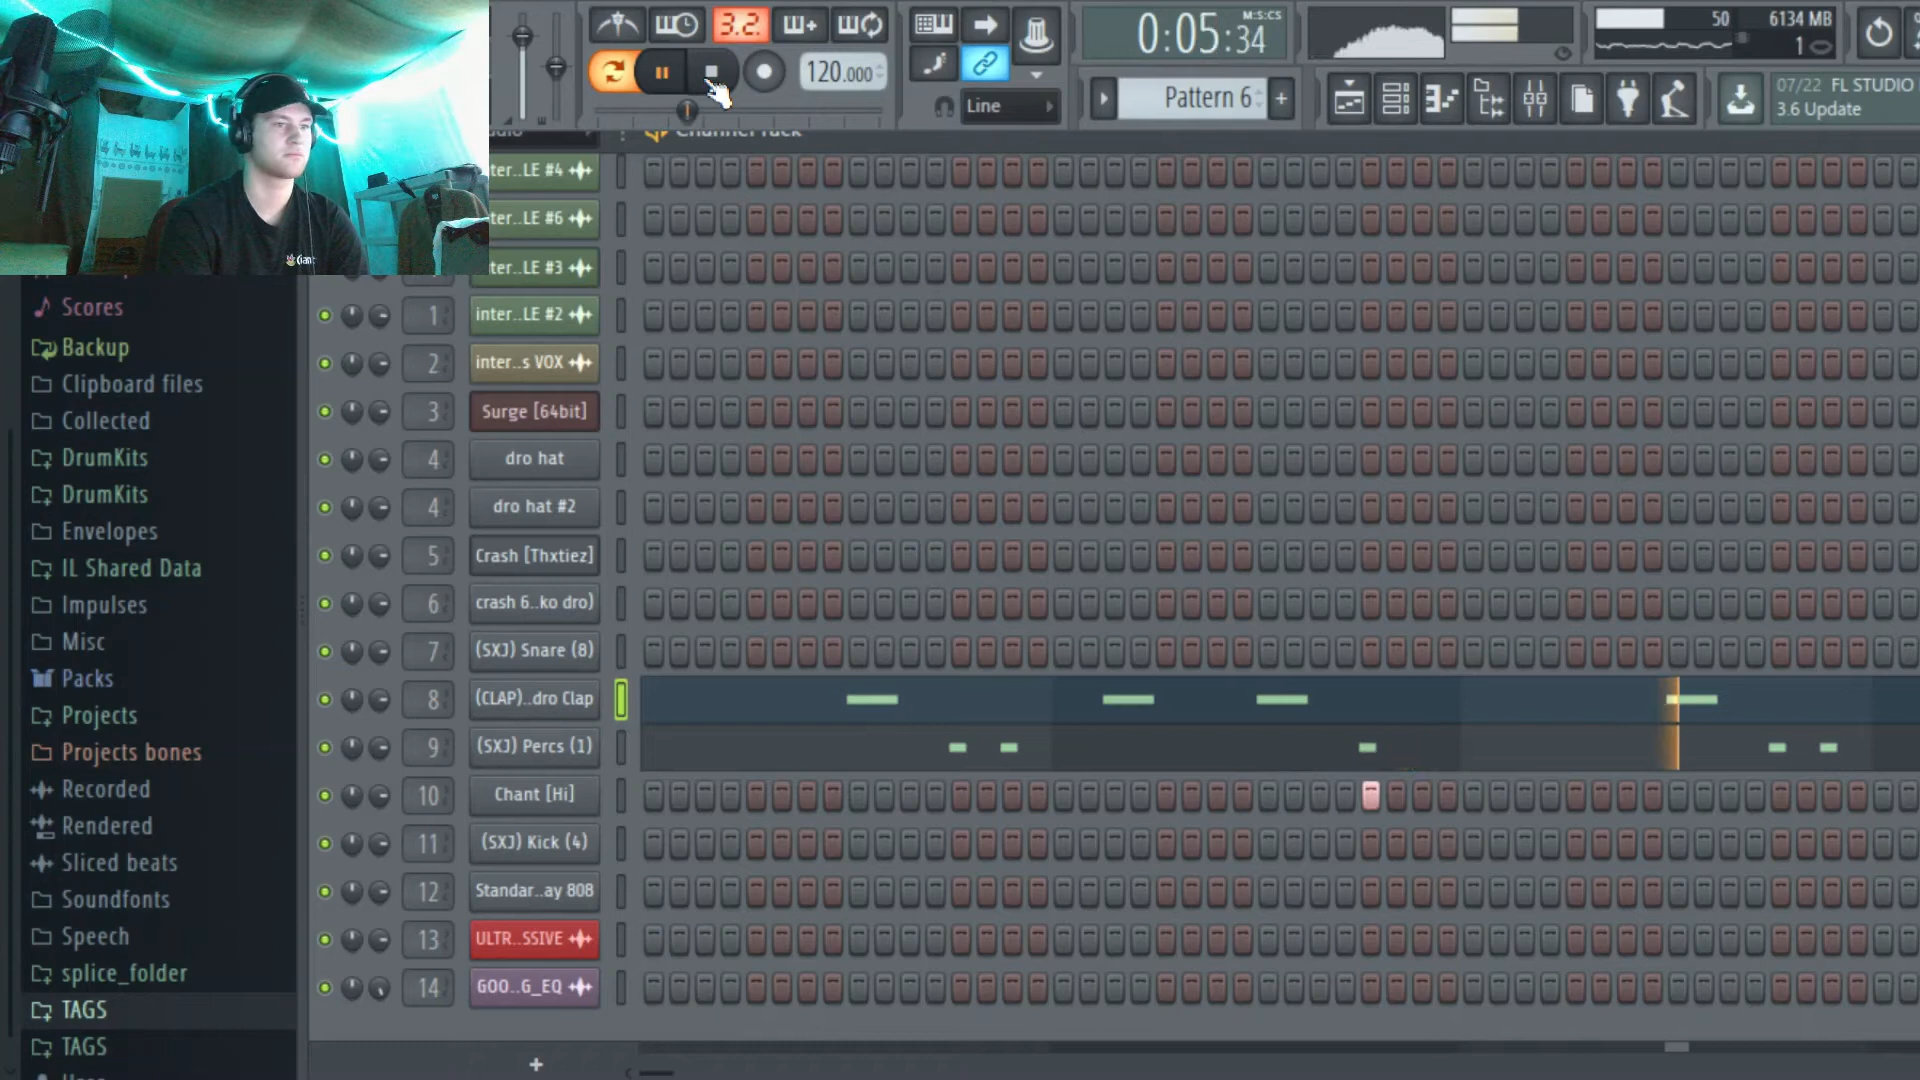 3.2.
120.000
0:05:34
M:S:CS
50
6134 MB
1
Line
Pattern 6
07/22 FL STUDIO
3.6 Update
Channel rack
Scores
Backup
Clipboard files
Collected
DrumKits
DrumKits
Envelopes
IL Shared Data
Impulses
Misc
Packs
Projects
Projects bones
Recorded
Rendered
Sliced beats
Soundfonts
Speech
splice_folder
TAGS
TAGS
ter..LE #4
ter..LE #6
ter..LE #3
1 inter..LE #2
2 inter..s VOX
3 Surge [64bit]
4 dro hat
4 dro hat #2
5 Crash [Thxtiez]
6 crash 6..ko dro)
7 (SXJ) Snare (8)
8 (CLAP)..dro Clap
9 (SXJ) Percs (1)
10 Chant [Hi]
11 (SXJ) Kick (4)
12 Standar..ay 808
13 ULTR..SSIVE
14 GOO..G_EQ